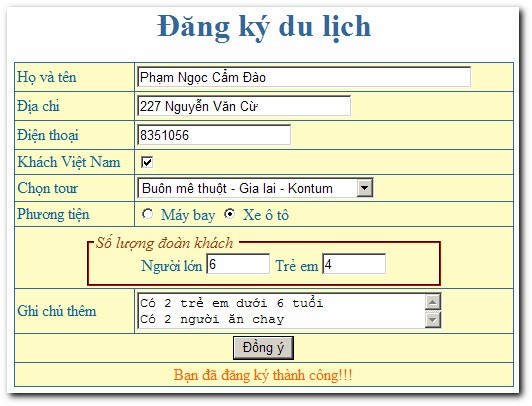 Đăng ký du lịch
Họ và tên Phạm Ngọc Cẩm Đào
Địa chỉ 227 Nguyễn Văn Cừ
Điện thoại 8351056
Khách Việt Nam
Chọn tour Buôn mê thuột - Gia lai - Kontum
Phương tiện Máy bay Xe ô tô
Số lượng đoàn khách
Người lớn 6 Trẻ em 4
Ghi chú thêm Có 2 trẻ em dưới 6 tuổi
Có 2 người ăn chay
Đồng ý
Bạn đã đăng ký thành công!!!